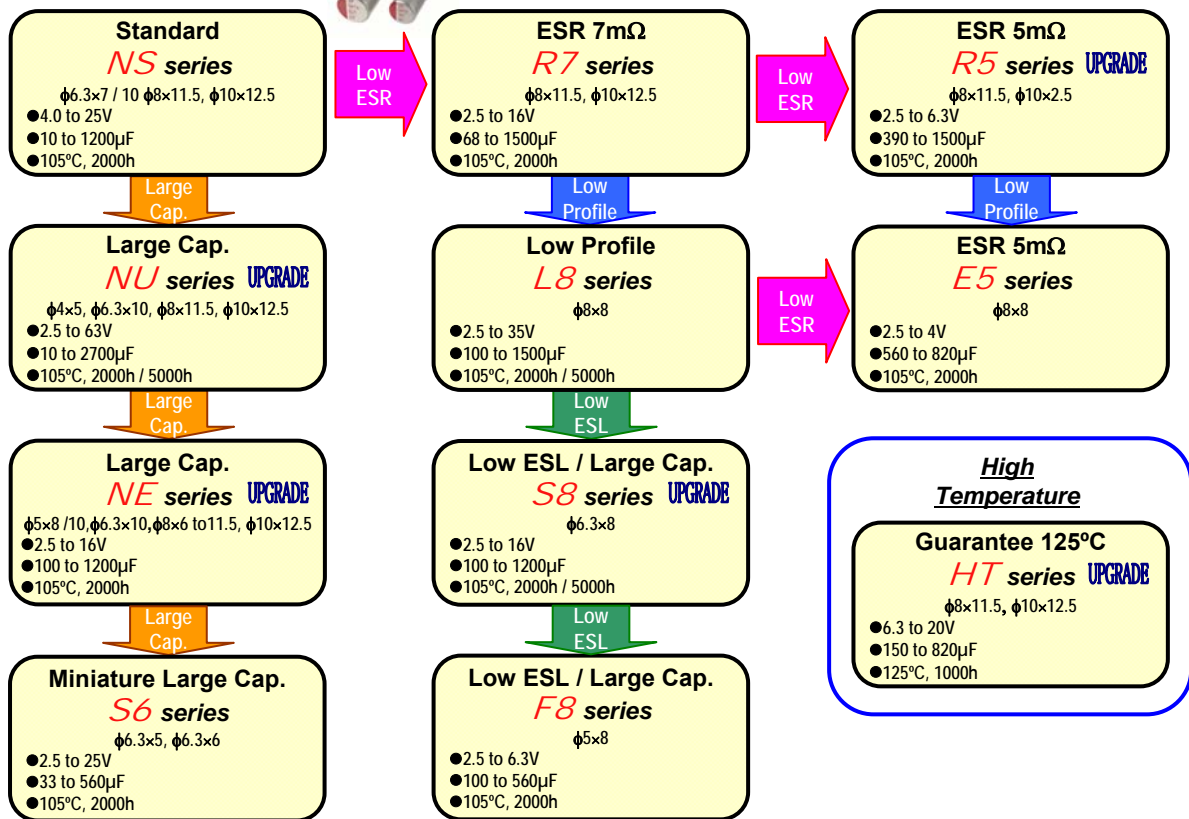 Standard
NS series
ϕ6.3×7 / 10 ϕ8×11.5, ϕ10×12.5
●4.0 to 25V
●10 to 1200µF
●105ºC, 2000h
Low
ESR
ESR 7mΩ
R7 series
ϕ8×11.5, ϕ10×12.5
●2.5 to 16V
●68 to 1500µF
●105ºC, 2000h
Low
ESR
ESR 5mΩ
R5 series UPGRADE
ϕ8×11.5, ϕ10×2.5
●2.5 to 6.3V
●390 to 1500µF
●105ºC, 2000h
Large
Cap.
Low
Profile
Low
Profile
Large Cap.
NU series UPGRADE
ϕ4×5, ϕ6.3×10, ϕ8×11.5, ϕ10×12.5
●2.5 to 63V
●10 to 2700µF
●105ºC, 2000h / 5000h
Low Profile
L8 series
ϕ8×8
●2.5 to 35V
●100 to 1500µF
●105ºC, 2000h / 5000h
Low
ESR
ESR 5mΩ
E5 series
ϕ8×8
●2.5 to 4V
●560 to 820µF
●105ºC, 2000h
Large
Cap.
Low
ESL
Large Cap.
NE series UPGRADE
ϕ5×8 /10,ϕ6.3×10,ϕ8×6 to11.5, ϕ10×12.5
●2.5 to 16V
●100 to 1200µF
●105ºC, 2000h
Low ESL / Large Cap.
S8 series UPGRADE
ϕ6.3×8
●2.5 to 16V
●100 to 1200µF
●105ºC, 2000h / 5000h
High
Temperature
Guarantee 125ºC
HT series UPGRADE
ϕ8×11.5, ϕ10×12.5
●6.3 to 20V
●150 to 820µF
●125ºC, 1000h
Large
Cap.
Low
ESL
Miniature Large Cap.
S6 series
ϕ6.3×5, ϕ6.3×6
●2.5 to 25V
●33 to 560µF
●105ºC, 2000h
Low ESL / Large Cap.
F8 series
ϕ5×8
●2.5 to 6.3V
●100 to 560µF
●105ºC, 2000h